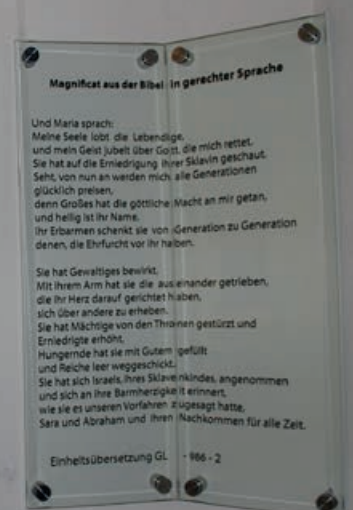 Magnificat aus der Bibel in gerechter Sprache
Und Maria sprach:
Meine Seele lobt die Lebendige,
und mein Geist jubelt über Gott, die mich rettet.
Sie hat auf die Erniedrigung ihrer Sklavin geschaut.
Seht, von nun an werden mich alle Generationen
glücklich preisen,
denn Großes hat die göttliche Macht an mir getan,
und heilig ist ihr Name.
Ihr Erbarmen schenkt sie von Generation zu Generation
denen, die Ehrfurcht vor ihr haben.
Sie hat Gewaltiges bewirkt.
Mit ihrem Arm hat sie die auseinander getrieben,
die ihr Herz darauf gerichtet haben,
sich über andere zu erheben.
Sie hat Mächtige von den Thronen gestürzt und
Erniedrigte erhöht,
Hungernde hat sie mit Gutem gefüllt
und Reiche leer weggeschickt.
Sie hat sich Israels, ihres Sklavenkindes, angenommen
und sich an ihre Barmherzigkeit erinnert,
wie sie es unseren Vorfahren zugesagt hatte,
Sara und Abraham und ihren Nachkommen für alle Zeit.
Einheitsübersetzung GL - 966 - 2